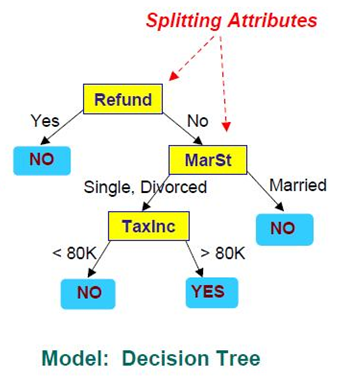 Splitting Attributes
Refund
Yes
No
NO
MarSt
Single, Divorced
Married
TaxInc
NO
< 80K
> 80K
NO
YES
Model: Decision Tree